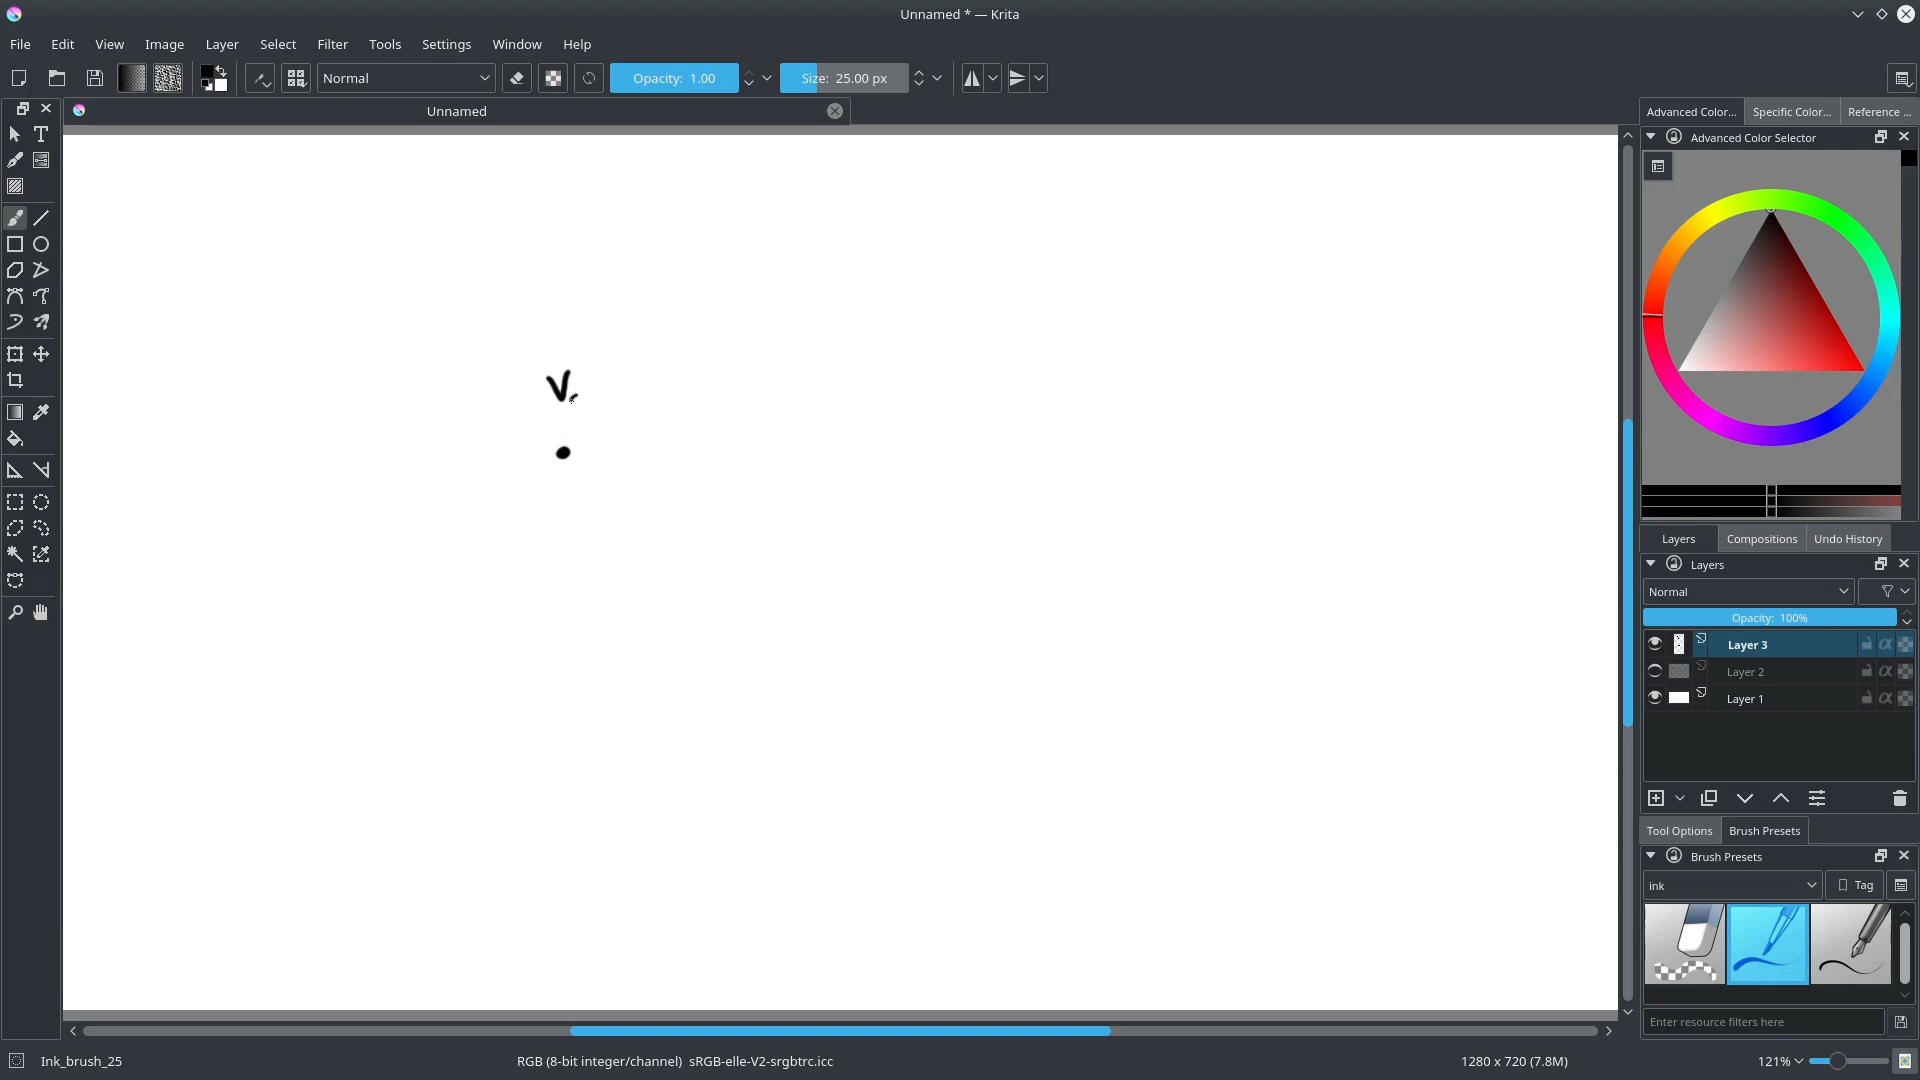 Unnamed * — Krita
File Edit View Image Layer Select Filter Tools Settings Window Help
Normal Opacity: 1.00 Size: 25.00 px
Unnamed
Advanced Color... Specific Color... Reference ...
Advanced Color Selector
V
Layers Compositions Undo History
Layers
Normal
Opacity: 100%
Layer 3
Layer 2
Layer 1
Tool Options Brush Presets
Brush Presets
ink Tag
Enter resource filters here
Ink_brush_25 RGB (8-bit integer/channel) sRGB-elle-V2-srgbtrc.icc 1280 x 720 (7.8M) 121%